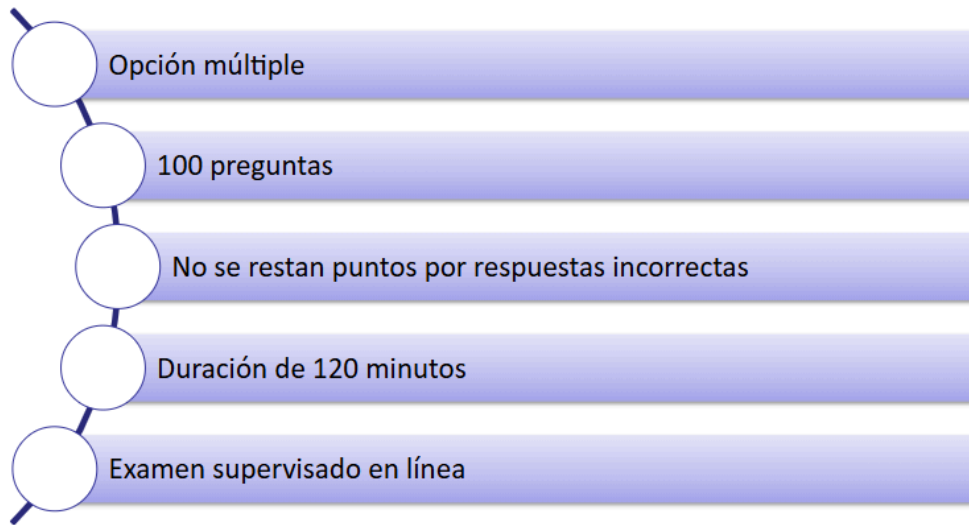 Opción múltiple
100 preguntas
No se restan puntos por respuestas incorrectas
Duración de 120 minutos
Examen supervisado en línea